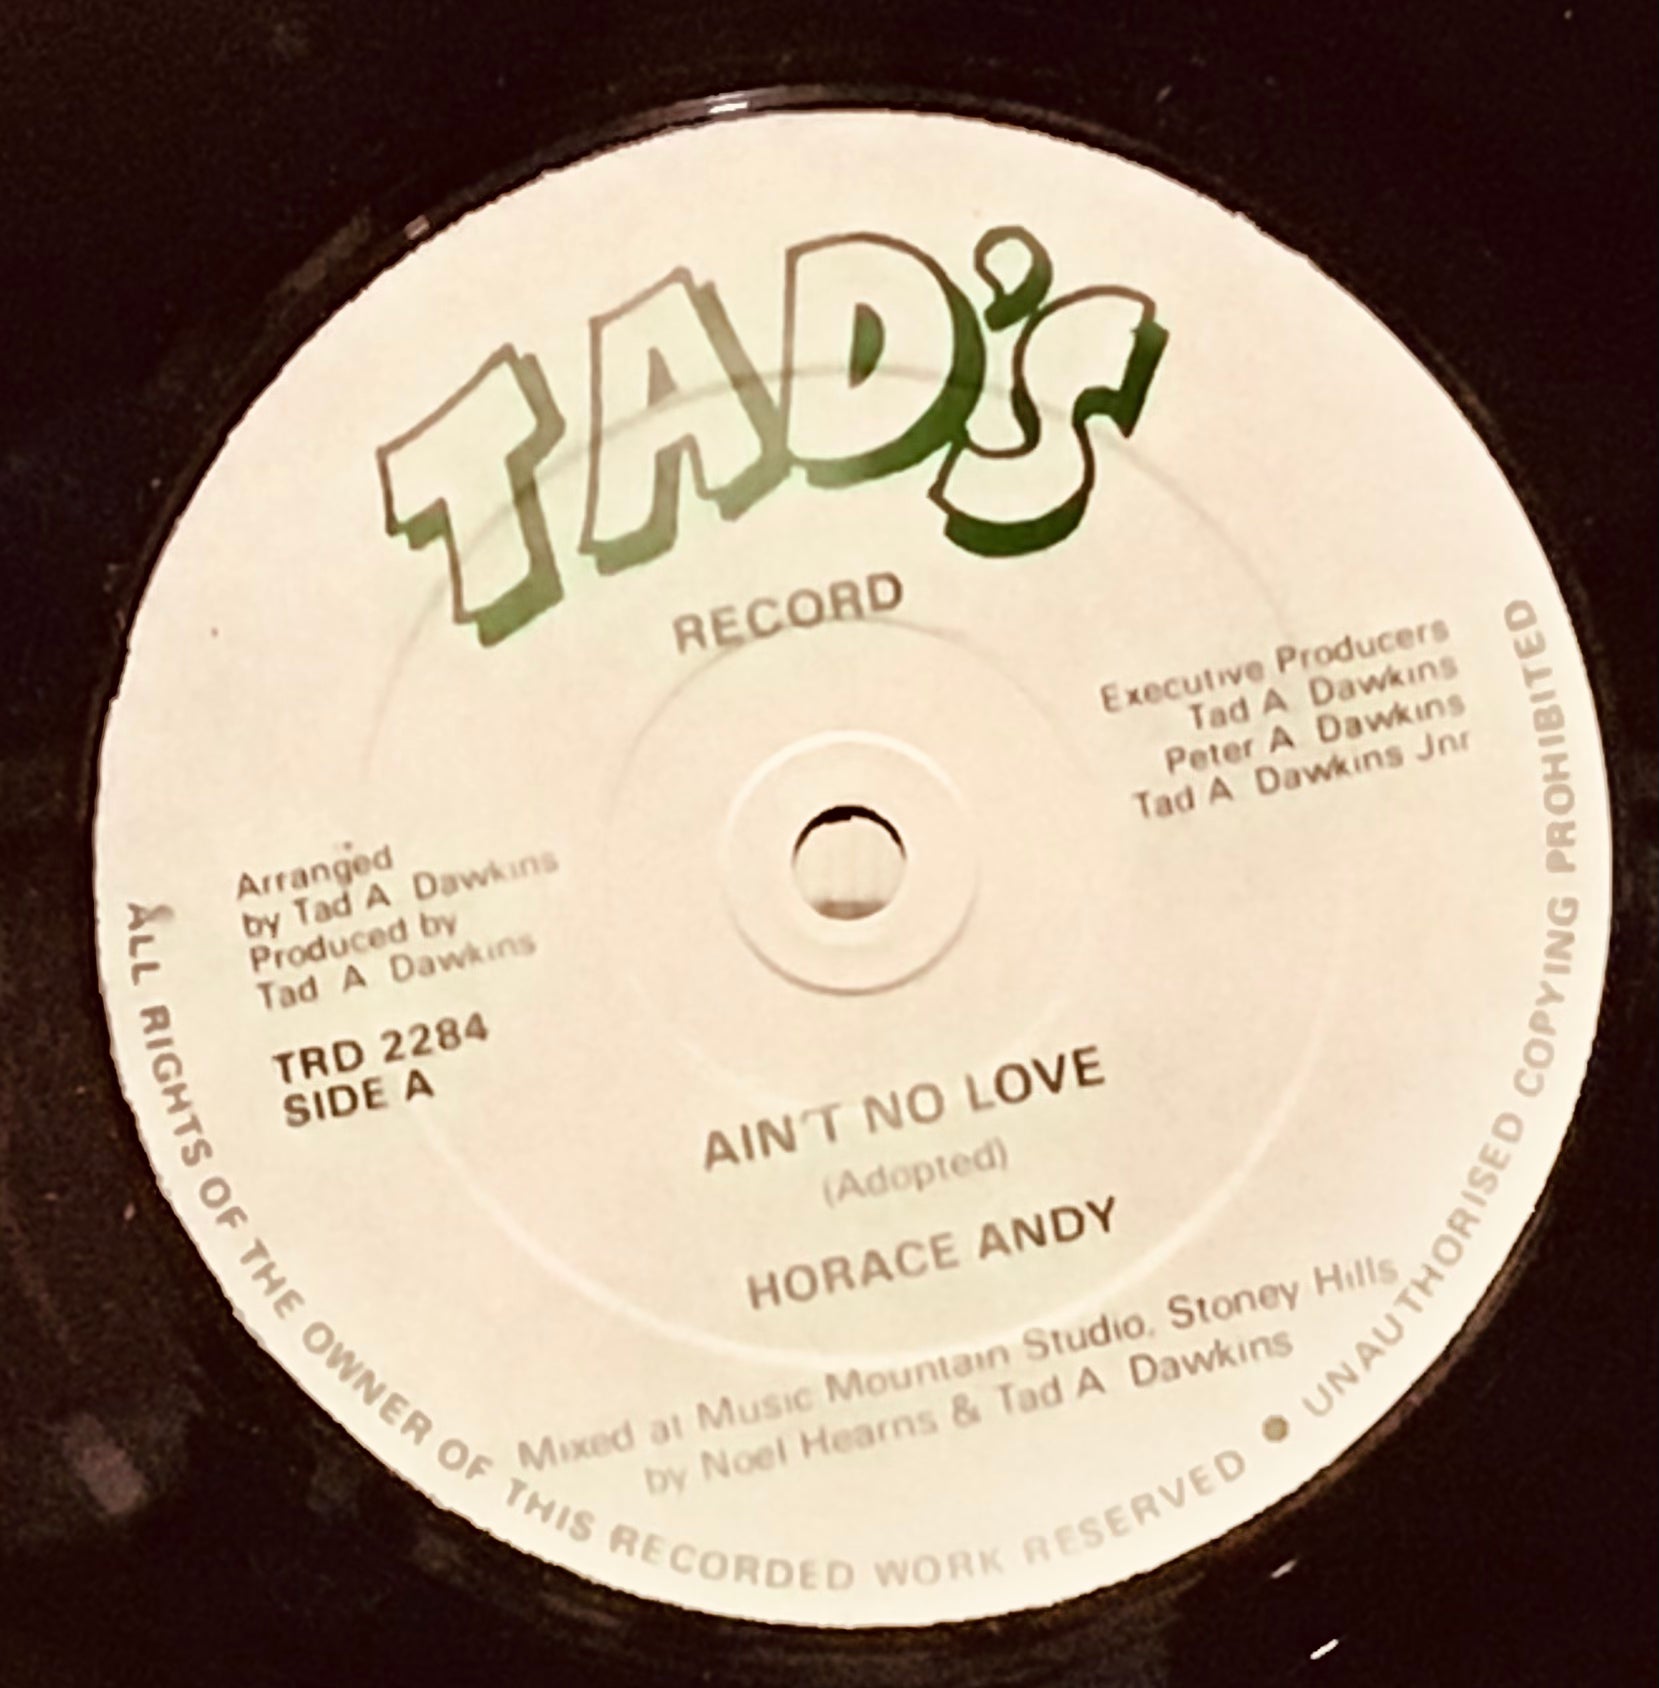 TAD'S
RECORD
Executive Producers
Tad A Dawkins
Peter A Dawkins
Tad A Dawkins Jnr
Arranged
by Tad A Dawkins
Produced by
Tad A Dawkins
TRD 2284
SIDE A
AIN'T NO LOVE
(Adopted)
HORACE ANDY
Mixed at Music Mountain Studio, Stoney Hills
by Noel Hearns & Tad A Dawkins
ALL RIGHTS OF THE OWNER OF THIS RECORDED WORK RESERVED ● UNAUTHORISED COPYING PROHIBITED